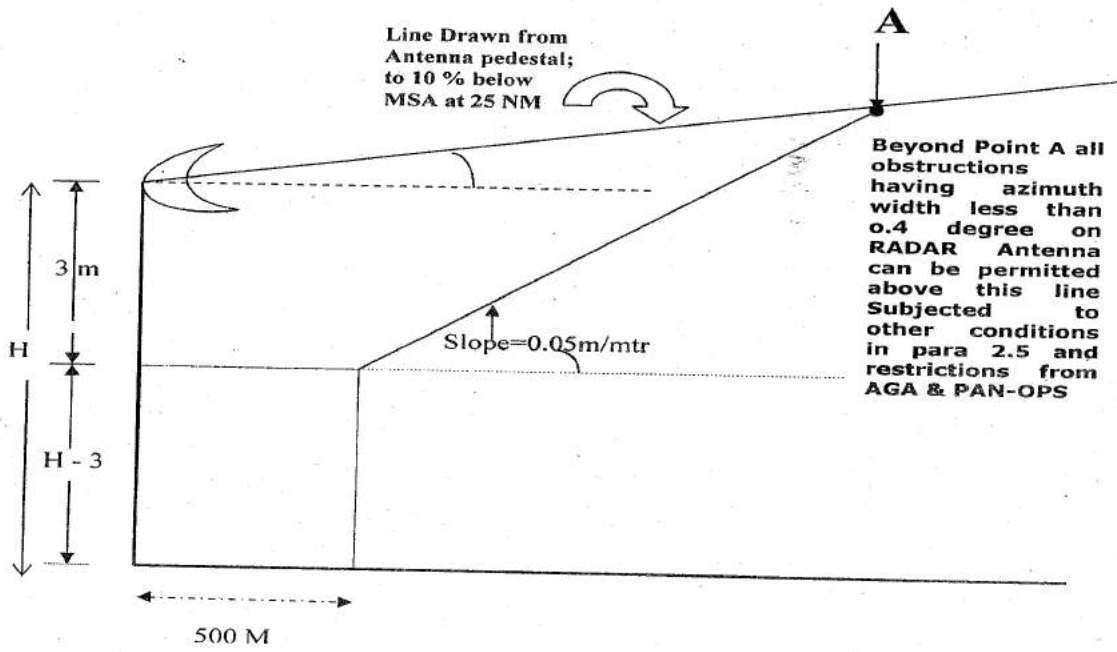 A
Line Drawn from
Antenna pedestal;
to 10 % below
MSA at 25 NM
Beyond Point A all
obstructions
having azimuth
width less than
o.4 degree on
RADAR Antenna
can be permitted
above this line
Subjected to
other conditions
in para 2.5 and
restrictions from
AGA & PAN-OPS
3 m
H
Slope=0.05m/mtr
H - 3
500 M